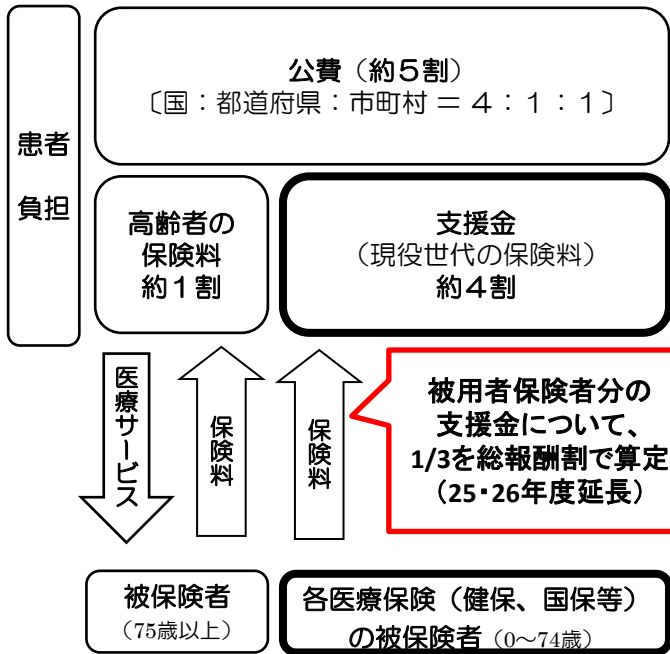 公費（約５割）
〔国：都道府県：市町村 ＝ ４：１：１〕
患者
負担
高齢者の
保険料
約１割
支援金
（現役世代の保険料）
約４割
医療サービス
保険料
保険料
被用者保険者分の
支援金について、
1/3を総報酬割で算定
（25・26年度延長）
被保険者
（75歳以上）
各医療保険（健保、国保等）
の被保険者（0～74歳）